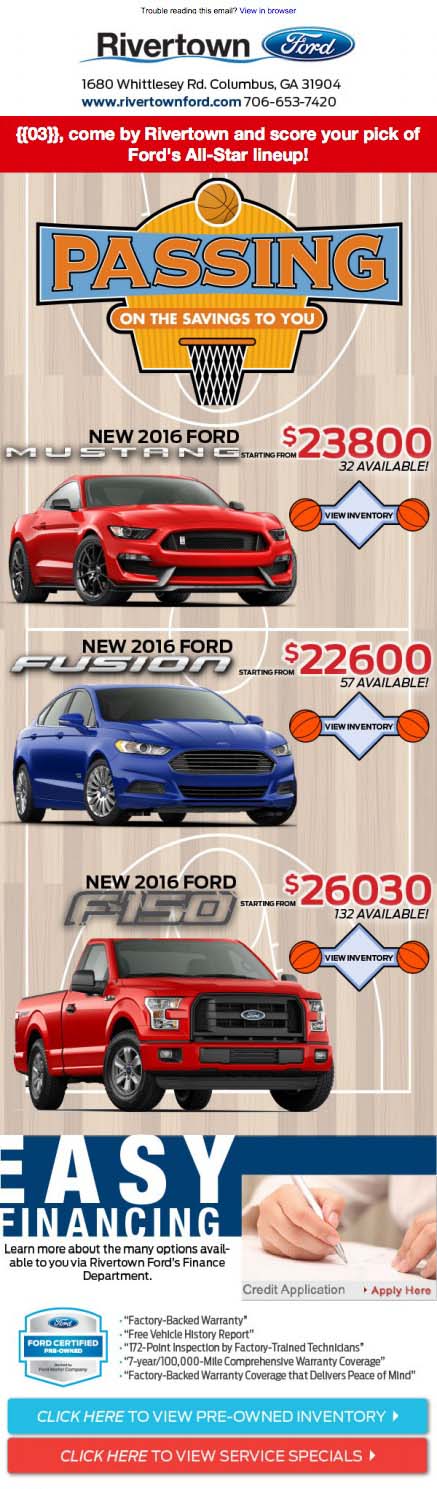 Trouble reading this email? View in browser
Rivertown Ford
1680 Whittlesey Rd. Columbus, GA 31904
www.rivertownford.com 706-653-7420
{{03}}, come by Rivertown and score your pick of
Ford's All-Star lineup!
PASSING
ON THE SAVINGS TO YOU
NEW 2016 FORD
MUSTANG STARTING FROM $23800
32 AVAILABLE!
VIEW INVENTORY
NEW 2016 FORD
FUSION STARTING FROM $22600
57 AVAILABLE!
VIEW INVENTORY
NEW 2016 FORD
F150 STARTING FROM $26030
132 AVAILABLE!
VIEW INVENTORY
EASY
FINANCING
Learn more about the many options avail-
able to you via Rivertown Ford's Finance
Department.
Credit Application Apply Here
Ford
FORD CERTIFIED
PRE-OWNED
Backed by
Ford Motor Company
· "Factory-Backed Warranty"
· "Free Vehicle History Report"
· "172-Point Inspection by Factory-Trained Technicians"
· "7-year/100,000-Mile Comprehensive Warranty Coverage"
· "Factory-Backed Warranty Coverage that Delivers Peace of Mind"
CLICK HERE TO VIEW PRE-OWNED INVENTORY
CLICK HERE TO VIEW SERVICE SPECIALS